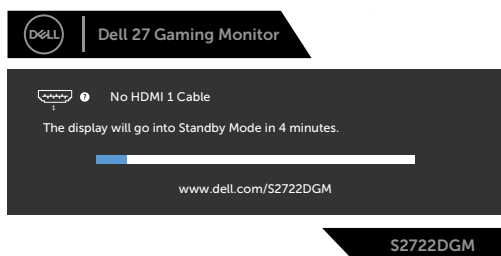 DELL
Dell 27 Gaming Monitor
? No HDMI 1 Cable
1
The display will go into Standby Mode in 4 minutes.
www.dell.com/S2722DGM
S2722DGM